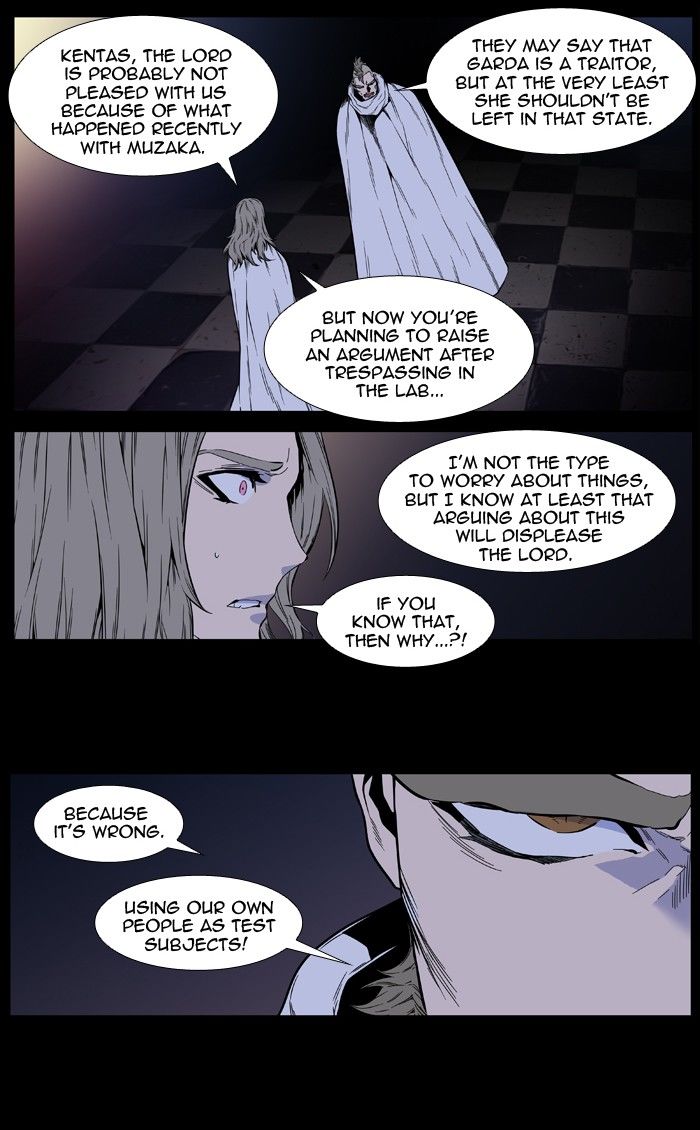 KENTAS, THE LORD
IS PROBABLY NOT
PLEASED WITH US
BECAUSE OF WHAT
HAPPENED RECENTLY
WITH MUZAKA.
THEY MAY SAY THAT
GARDA IS A TRAITOR,
BUT AT THE VERY LEAST
SHE SHOULDN'T BE
LEFT IN THAT STATE.
BUT NOW YOU'RE
PLANNING TO RAISE
AN ARGUMENT AFTER
TRESPASSING IN
THE LAB...
I'M NOT THE TYPE
TO WORRY ABOUT THINGS,
BUT I KNOW AT LEAST THAT
ARGUING ABOUT THIS
WILL DISPLEASE
THE LORD.
IF YOU
KNOW THAT,
THEN WHY...?!
BECAUSE
IT'S WRONG.
USING OUR OWN
PEOPLE AS TEST
SUBJECTS!